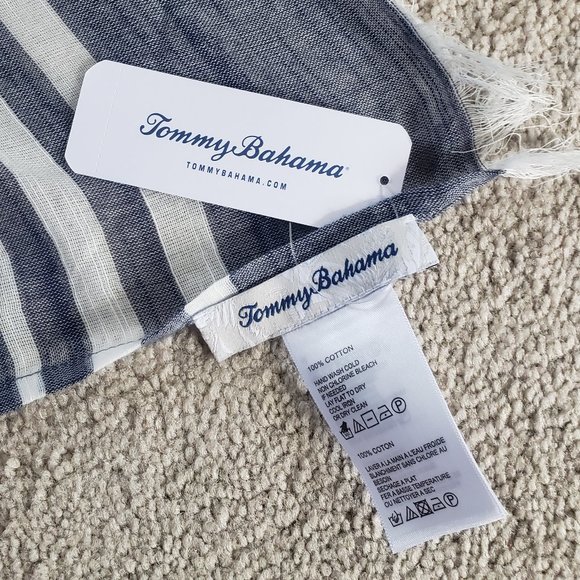 Tommy Bahama
TOMMYBAHAMA.COM
Tommy Bahama
100% COTTON
HAND WASH COLD
NON CHLORINE BLEACH
IF NEEDED
LAY FLAT TO DRY
COOL IRON
OR DRY CLEAN
100% COTON
LAVER A LA MAIN A L'EAU FROIDE
BLANCHIMENT SANS CHLORE AU
BESOIN
SECHAGE A PLAT
FER A BASSE TEMPERATURE
OU NETTOYER A SEC